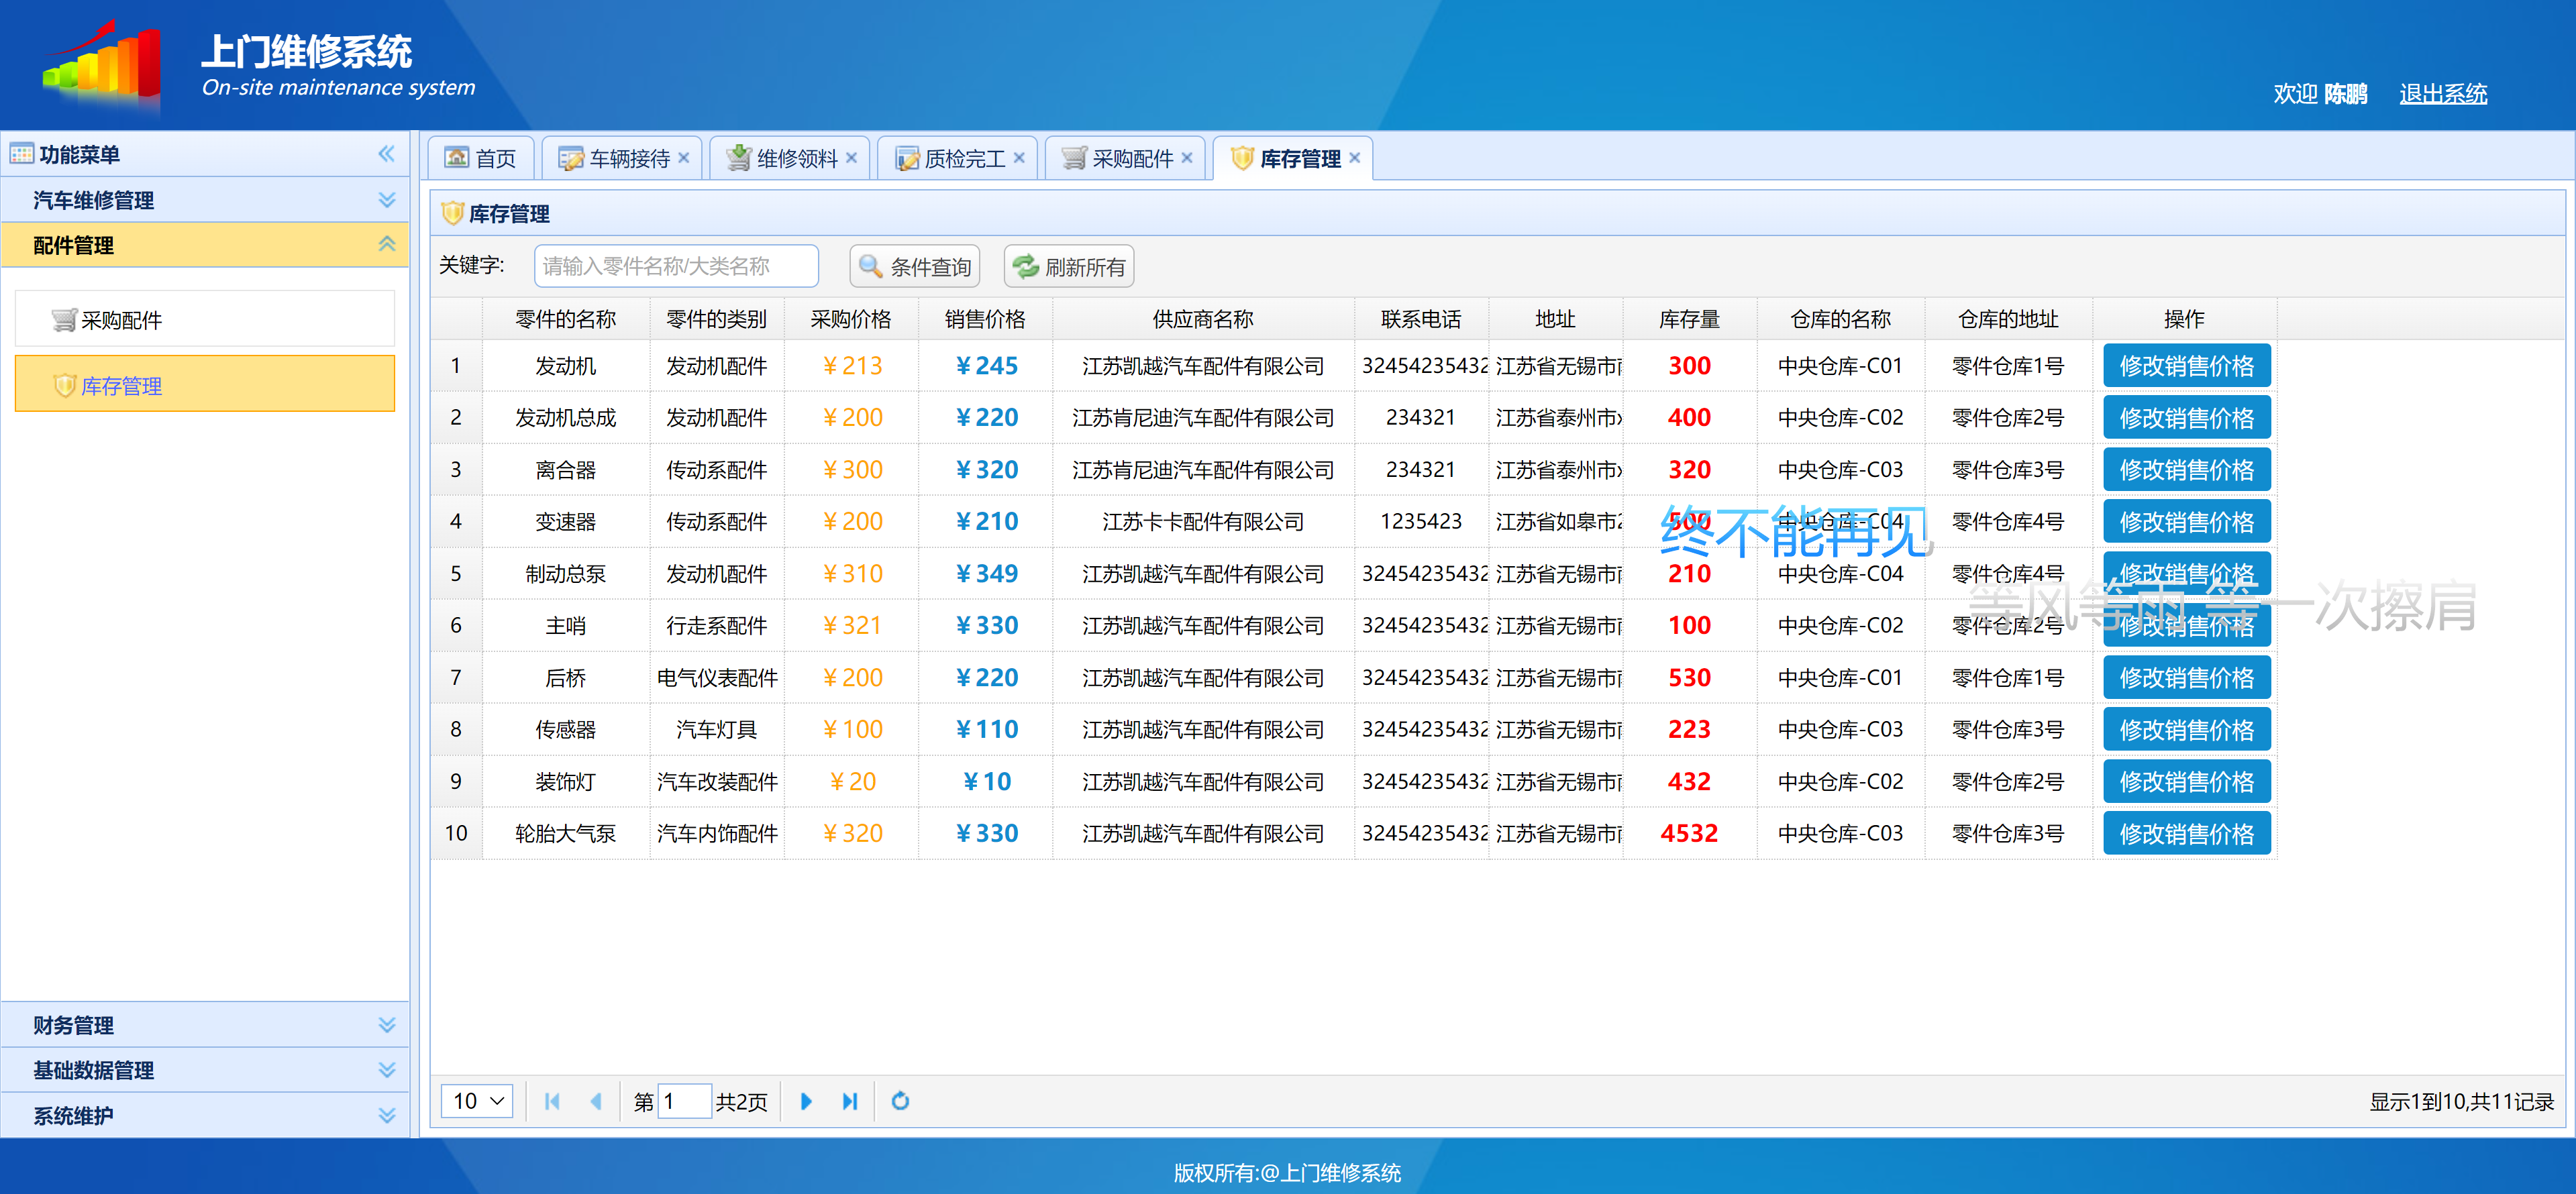 上门维修系统
On-site maintenance system
欢迎 陈鹏 退出系统
功能菜单
汽车维修管理
配件管理
采购配件
库存管理
财务管理
基础数据管理
系统维护
首页 车辆接待 维修领料 质检完工 采购配件 库存管理
库存管理
关键字: 请输入零件名称/大类名称 条件查询 刷新所有
零件的名称 零件的类别 采购价格 销售价格 供应商名称 联系电话 地址 库存量 仓库的名称 仓库的地址 操作
1 发动机 发动机配件 ¥213 ¥245 江苏凯越汽车配件有限公司 32454235432 江苏省无锡市 300 中央仓库-C01 零件仓库1号 修改销售价格
2 发动机总成 发动机配件 ¥200 ¥220 江苏肯尼迪汽车配件有限公司 234321 江苏省泰州市 400 中央仓库-C02 零件仓库2号 修改销售价格
3 离合器 传动系配件 ¥300 ¥320 江苏肯尼迪汽车配件有限公司 234321 江苏省泰州市 320 中央仓库-C03 零件仓库3号 修改销售价格
4 变速器 传动系配件 ¥200 ¥210 江苏卡卡配件有限公司 1235423 江苏省如皋市2 500 中央仓库-C04 零件仓库4号 修改销售价格
终不能再见
5 制动总泵 发动机配件 ¥310 ¥349 江苏凯越汽车配件有限公司 32454235432 江苏省无锡市 210 中央仓库-C04 零件仓库4号 修改销售价格
等风等雨 等一次擦肩
6 主哨 行走系配件 ¥321 ¥330 江苏凯越汽车配件有限公司 32454235432 江苏省无锡市 100 中央仓库-C02 零件仓库2号 修改销售价格
7 后桥 电气仪表配件 ¥200 ¥220 江苏凯越汽车配件有限公司 32454235432 江苏省无锡市 530 中央仓库-C01 零件仓库1号 修改销售价格
8 传感器 汽车灯具 ¥100 ¥110 江苏凯越汽车配件有限公司 32454235432 江苏省无锡市 223 中央仓库-C03 零件仓库3号 修改销售价格
9 装饰灯 汽车改装配件 ¥20 ¥10 江苏凯越汽车配件有限公司 32454235432 江苏省无锡市 432 中央仓库-C02 零件仓库2号 修改销售价格
10 轮胎大气泵 汽车内饰配件 ¥320 ¥330 江苏凯越汽车配件有限公司 32454235432 江苏省无锡市 4532 中央仓库-C03 零件仓库3号 修改销售价格
10 第 1 共2页 显示1到10,共11记录
版权所有:@上门维修系统